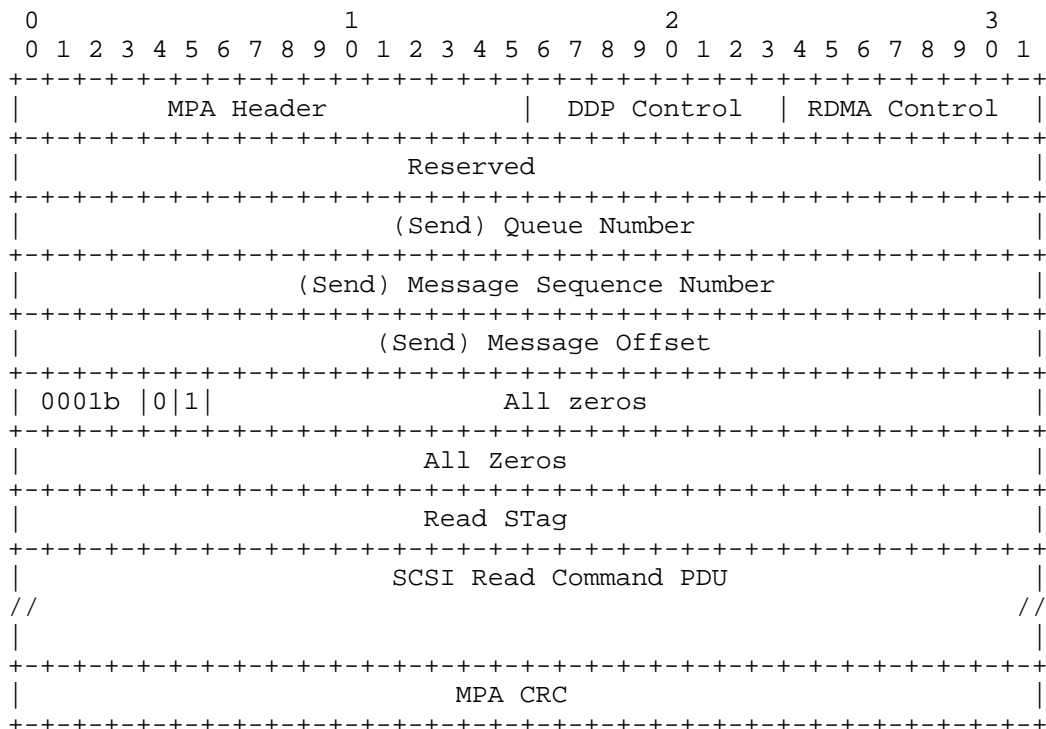 0                   1                   2                   3
 0 1 2 3 4 5 6 7 8 9 0 1 2 3 4 5 6 7 8 9 0 1 2 3 4 5 6 7 8 9 0 1
+-+-+-+-+-+-+-+-+-+-+-+-+-+-+-+-+-+-+-+-+-+-+-+-+-+-+-+-+-+-+-+-+
|         MPA Header            |  DDP Control  | RDMA Control  |
+-+-+-+-+-+-+-+-+-+-+-+-+-+-+-+-+-+-+-+-+-+-+-+-+-+-+-+-+-+-+-+-+
|                        Reserved                               |
+-+-+-+-+-+-+-+-+-+-+-+-+-+-+-+-+-+-+-+-+-+-+-+-+-+-+-+-+-+-+-+-+
|                       (Send) Queue Number                     |
+-+-+-+-+-+-+-+-+-+-+-+-+-+-+-+-+-+-+-+-+-+-+-+-+-+-+-+-+-+-+-+-+
|                 (Send) Message Sequence Number                |
+-+-+-+-+-+-+-+-+-+-+-+-+-+-+-+-+-+-+-+-+-+-+-+-+-+-+-+-+-+-+-+-+
|                      (Send) Message Offset                    |
+-+-+-+-+-+-+-+-+-+-+-+-+-+-+-+-+-+-+-+-+-+-+-+-+-+-+-+-+-+-+-+-+
| 0001b |0|1|                  All zeros                        |
+-+-+-+-+-+-+-+-+-+-+-+-+-+-+-+-+-+-+-+-+-+-+-+-+-+-+-+-+-+-+-+-+
|                         All Zeros                             |
+-+-+-+-+-+-+-+-+-+-+-+-+-+-+-+-+-+-+-+-+-+-+-+-+-+-+-+-+-+-+-+-+
|                         Read STag                             |
+-+-+-+-+-+-+-+-+-+-+-+-+-+-+-+-+-+-+-+-+-+-+-+-+-+-+-+-+-+-+-+-+
|                       SCSI Read Command PDU                   |
//                                                             //
|                                                               |
+-+-+-+-+-+-+-+-+-+-+-+-+-+-+-+-+-+-+-+-+-+-+-+-+-+-+-+-+-+-+-+-+
|                           MPA CRC                             |
+-+-+-+-+-+-+-+-+-+-+-+-+-+-+-+-+-+-+-+-+-+-+-+-+-+-+-+-+-+-+-+-+